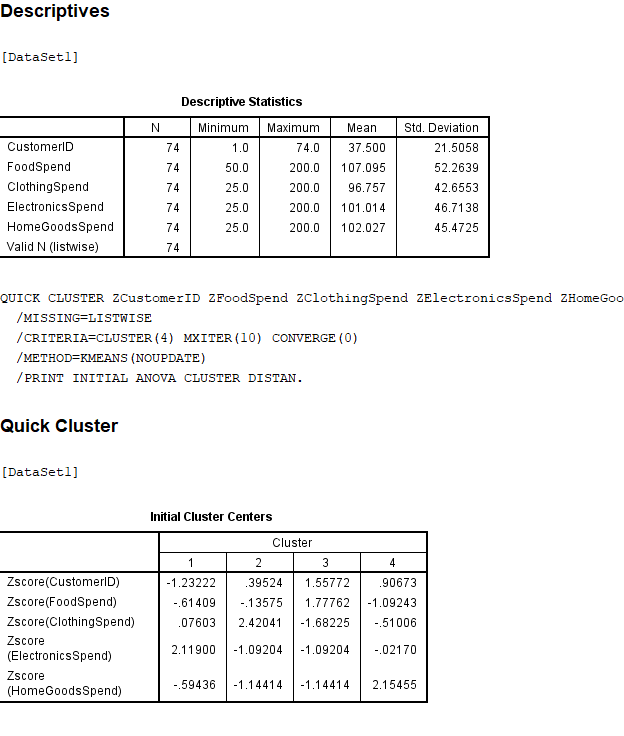 Descriptives
[DataSet1]
Descriptive Statistics
N Minimum Maximum Mean Std. Deviation
CustomerID 74 1.0 74.0 37.500 21.5058
FoodSpend 74 50.0 200.0 107.095 52.2639
ClothingSpend 74 25.0 200.0 96.757 42.6553
ElectronicsSpend 74 25.0 200.0 101.014 46.7138
HomeGoodsSpend 74 25.0 200.0 102.027 45.4725
Valid N (listwise) 74
QUICK CLUSTER ZCustomerID ZFoodSpend ZClothingSpend ZElectronicsSpend ZHomeGoo
/MISSING=LISTWISE
/CRITERIA=CLUSTER(4) MXITER(10) CONVERGE(0)
/METHOD=KMEANS(NOUPDATE)
/PRINT INITIAL ANOVA CLUSTER DISTAN.
Quick Cluster
[DataSet1]
Initial Cluster Centers
Cluster
1 2 3 4
Zscore(CustomerID) -1.23222 .39524 1.55772 .90673
Zscore(FoodSpend) -.61409 -.13575 1.77762 -1.09243
Zscore(ClothingSpend) .07603 2.42041 -1.68225 -.51006
Zscore
(ElectronicsSpend) 2.11900 -1.09204 -1.09204 -.02170
Zscore
(HomeGoodsSpend) -.59436 -1.14414 -1.14414 2.15455